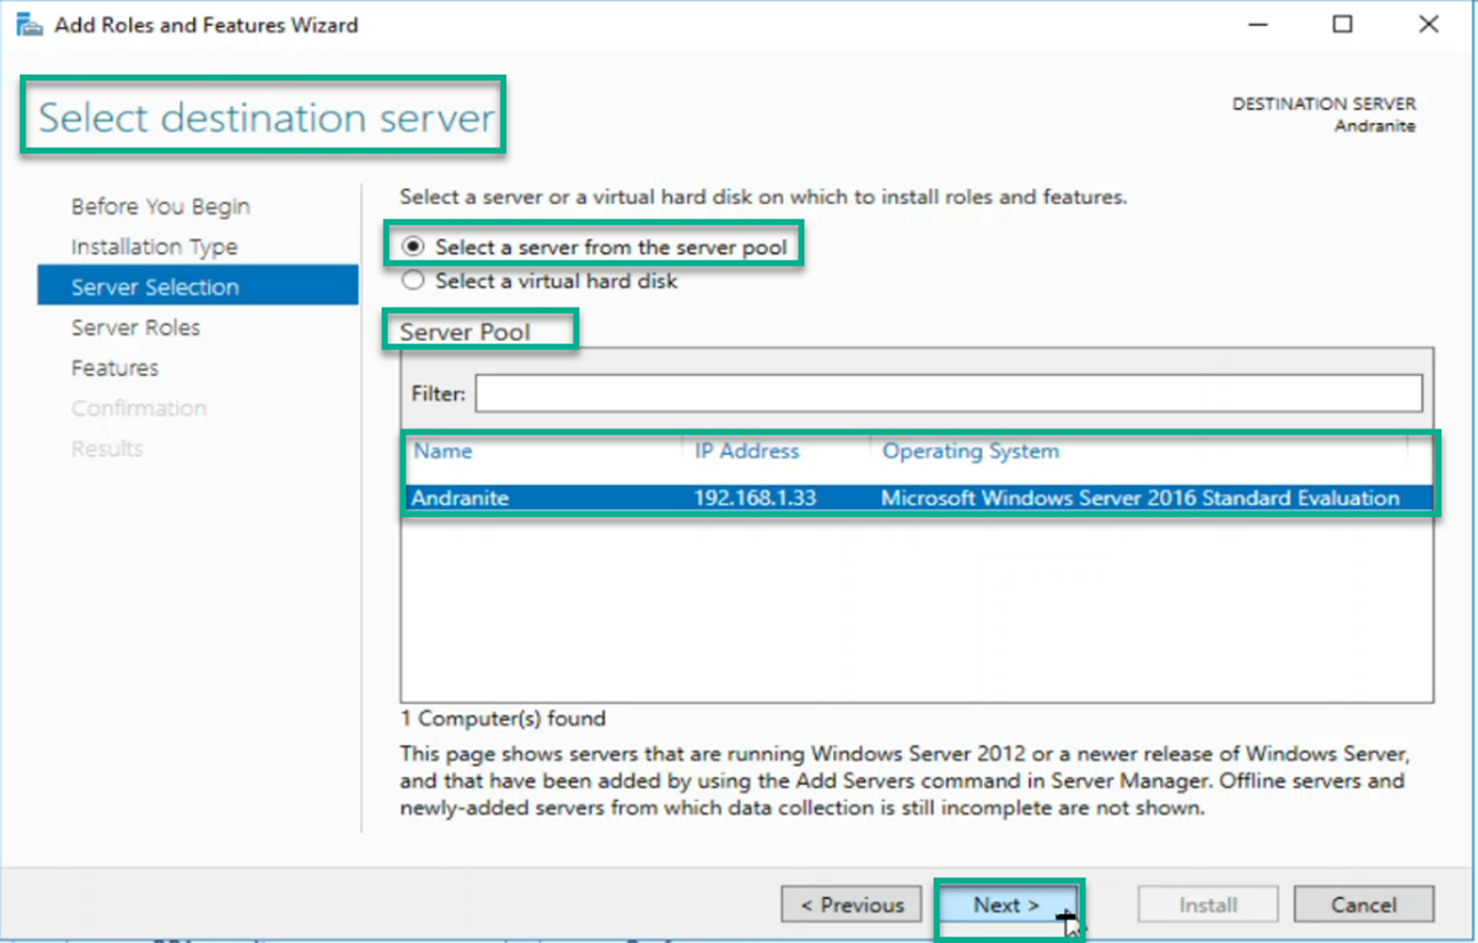 Add Roles and Features Wizard
Select destination server
DESTINATION SERVER
Andranite
Before You Begin
Installation Type
Server Selection
Server Roles
Features
Confirmation
Results
Select a server or a virtual hard disk on which to install roles and features.
Select a server from the server pool
Select a virtual hard disk
Server Pool
Filter:
Name IP Address Operating System
Andranite 192.168.1.33 Microsoft Windows Server 2016 Standard Evaluation
1 Computer(s) found
This page shows servers that are running Windows Server 2012 or a newer release of Windows Server,
and that have been added by using the Add Servers command in Server Manager. Offline servers and
newly-added servers from which data collection is still incomplete are not shown.
< Previous Next > Install Cancel